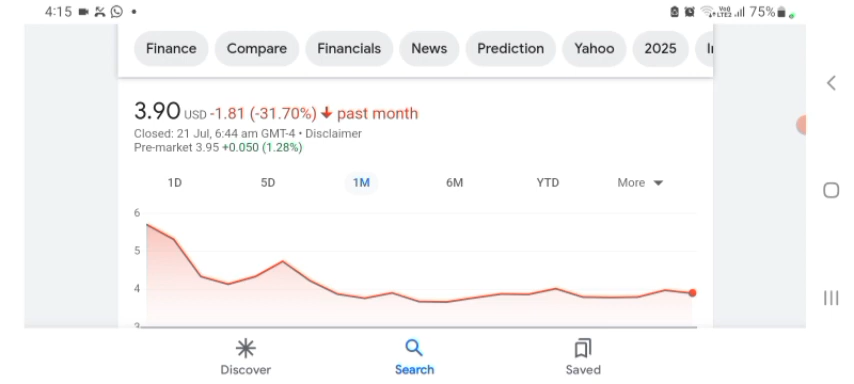 4:15
75%
Finance Compare Financials News Prediction Yahoo 2025
3.90 USD -1.81 (-31.70%) past month
Closed: 21 Jul, 6:44 am GMT-4 • Disclaimer
Pre-market 3.95 +0.050 (1.28%)
1D 5D 1M 6M YTD More
6
5
4
3
Discover Search Saved